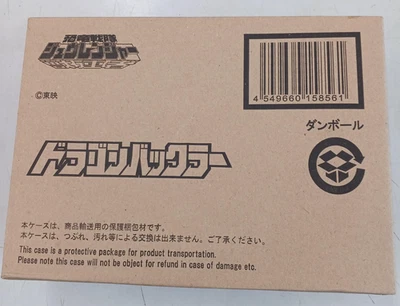 恐竜戦隊
ジュウレンジャー
©東映
4 549660 158561
ダンボール
ドラゴンバックラー
本ケースは、商品輸送用の保護梱包材です。
本ケースは、つぶれ、汚れ等による交換は出来ません。ご了承ください。
This case is a protective package for product transportation.
Please note this case will not be object for refund in case of damage etc.